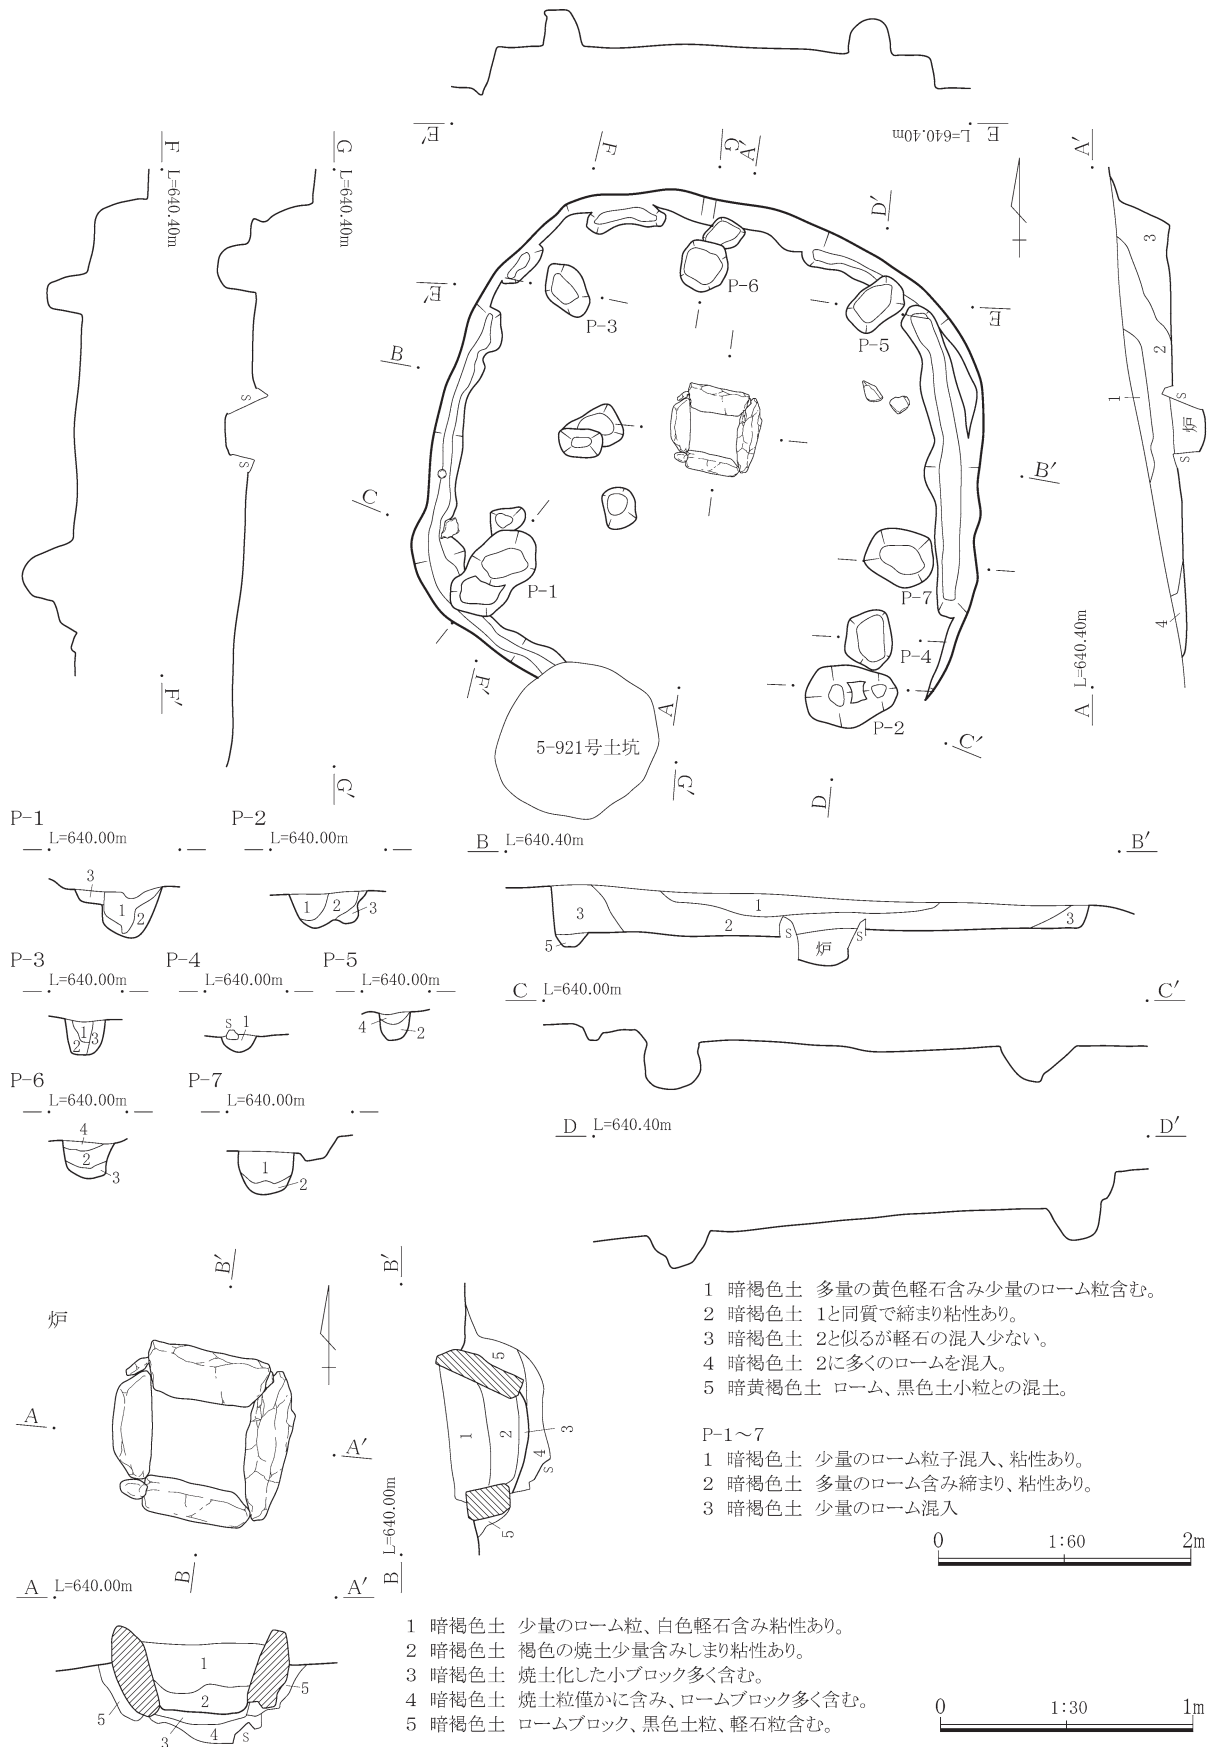 E′
L=640.40m
E
F
L=640.40m
F′
G
L=640.40m
G′
A′
3
2
1
S
炉
S
4
L=640.40m
A
S
S
F
G
A′
D′
E′
E
B
B′
C
C′
F′
A
G′
D
P-3
P-6
P-5
P-1
P-7
P-4
P-2
5-921号土坑
P-1
L=640.00m
3
1
2
P-2
L=640.00m
1
2
3
B
L=640.40m
B′
3
1
2
3
5
S
炉
S
P-3
L=640.00m
1
2
3
P-4
L=640.00m
S
1
P-5
L=640.00m
4
2
C
L=640.00m
C′
P-6
L=640.00m
4
2
3
P-7
L=640.00m
1
2
D
L=640.40m
D′
1 暗褐色土 多量の黄色軽石含み少量のローム粒含む。
2 暗褐色土 1と同質で締まり粘性あり。
3 暗褐色土 2と似るが軽石の混入少ない。
4 暗褐色土 2に多くのロームを混入。
5 暗黄褐色土 ローム、黒色土小粒との混土。
P-1～7
1 暗褐色土 少量のローム粒子混入、粘性あり。
2 暗褐色土 多量のローム含み締まり、粘性あり。
3 暗褐色土 少量のローム混入
0 1:60 2m
炉
B′
A
A′
B
B′
5
1
2
4
3
S
5
L=640.00m
B
A
L=640.00m
A′
1
2
5
5
3
4
S
1 暗褐色土 少量のローム粒、白色軽石含み粘性あり。
2 暗褐色土 褐色の焼土少量含みしまり粘性あり。
3 暗褐色土 焼土化した小ブロック多く含む。
4 暗褐色土 焼土粒僅かに含み、ロームブロック多く含む。
5 暗褐色土 ロームブロック、黒色土粒、軽石粒含む。
0 1:30 1m